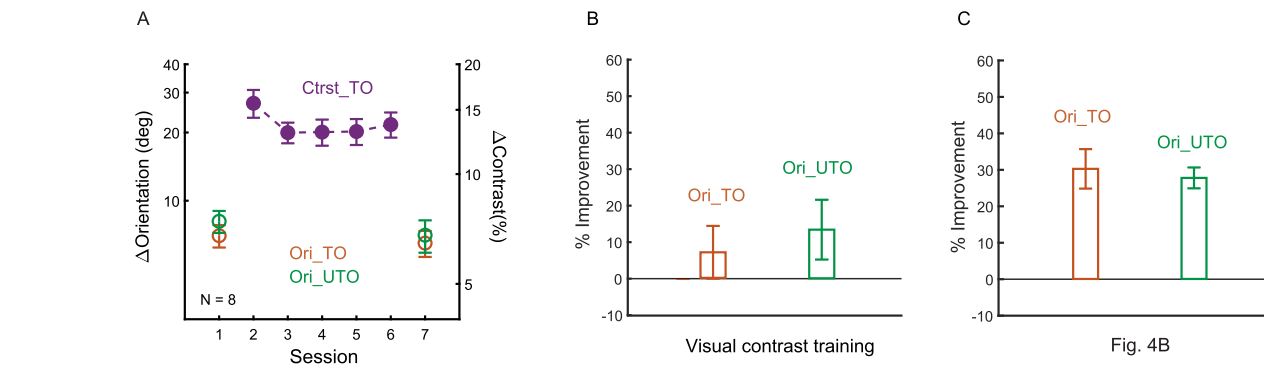 A
ΔOrientation (deg)
40
30
20
10
Ctrst_TO
Ori_TO
Ori_UTO
N = 8
1 2 3 4 5 6 7
Session
20
15
10
5
ΔContrast(%)
B
% Improvement
60
50
40
30
20
10
0
-10
Ori_TO
Ori_UTO
Visual contrast training
C
% Improvement
60
50
40
30
20
10
0
-10
Ori_TO
Ori_UTO
Fig. 4B